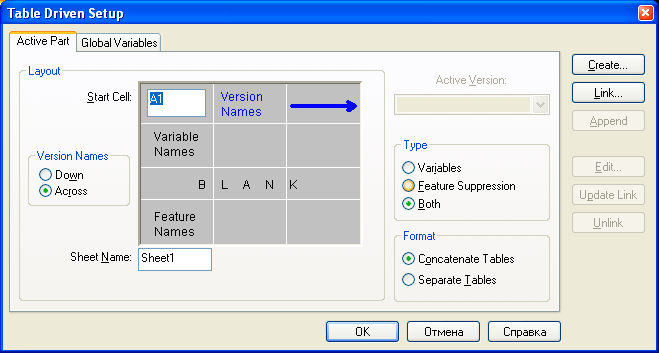 Table Driven Setup
Active Part
Global Variables
Layout
Start Cell:
A1
Version
Names
Variable
Names
B L A N K
Feature
Names
Version Names
Down
Across
Sheet Name:
Sheet1
Active Version:
Type
Variables
Feature Suppression
Both
Format
Concatenate Tables
Separate Tables
Create...
Link...
Append
Edit...
Update Link
Unlink
OK
Отмена
Справка